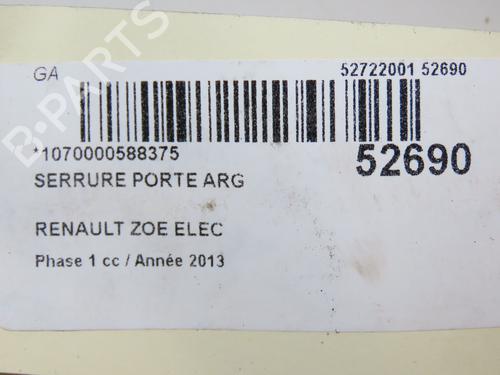 GA
52722001 52690
*1070000588375
52690
SERRURE PORTE ARG
RENAULT ZOE ELEC
Phase 1 cc / Année 2013
B-PARTS